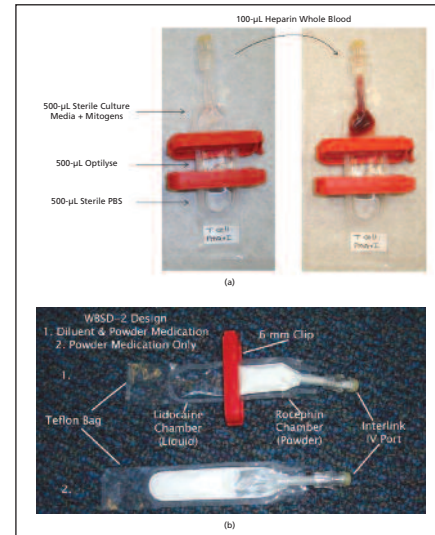 100-µL Heparin Whole Blood
500-µL Sterile Culture
Media + Mitogens
500-µL Optilyse
500-µL Sterile PBS
T Cell
(a)
WBSD-2 Design
1. Diluent & Powder Medication
2. Powder Medication Only
6-mm Clip
1.
Teflon Bag
Lidocaine
Chamber
(Liquid)
Rocephin
Chamber
(Powder)
Interlink
IV Port
2.
(b)